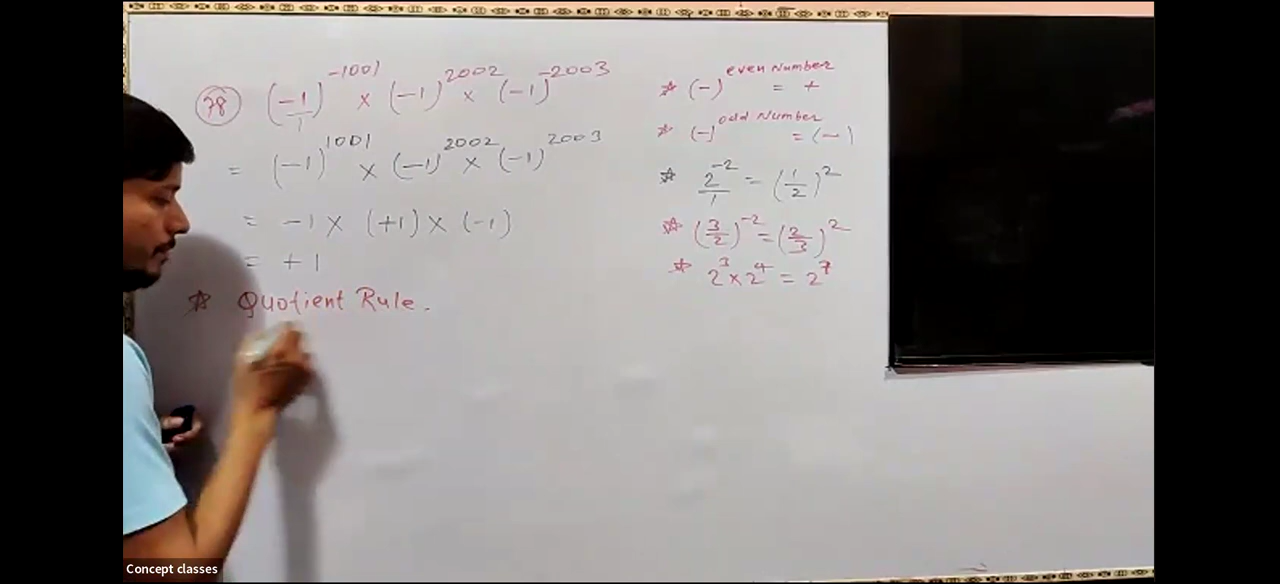 78 (-1/1)^-1001 × (-1)^2002 × (-1)^-2003
= (-1)^1001 × (-1)^2002 × (-1)^2003
= -1 × (+1) × (-1)
= +1
☆ Quotient Rule.
☆ (-)^even Number = +
☆ (-)^odd Number = (-)
☆ 2^-2/1 = (1/2)^2
☆ (3/2)^-2 = (2/3)^2
☆ 2^3 × 2^4 = 2^7
Concept classes